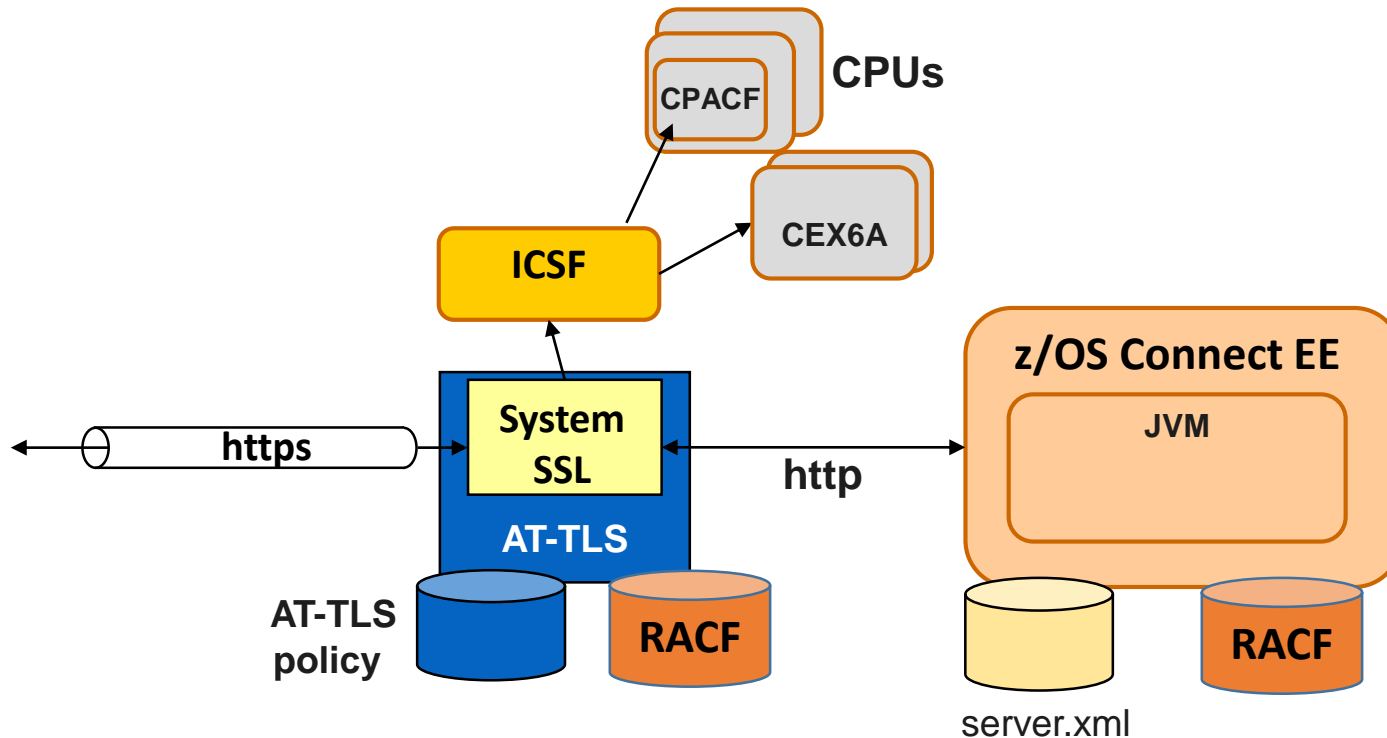 CPUs
CPACF
CEX6A
ICSF
z/OS Connect EE
JVM
System
SSL
https
http
AT-TLS
AT-TLS
policy
RACF
RACF
server.xml